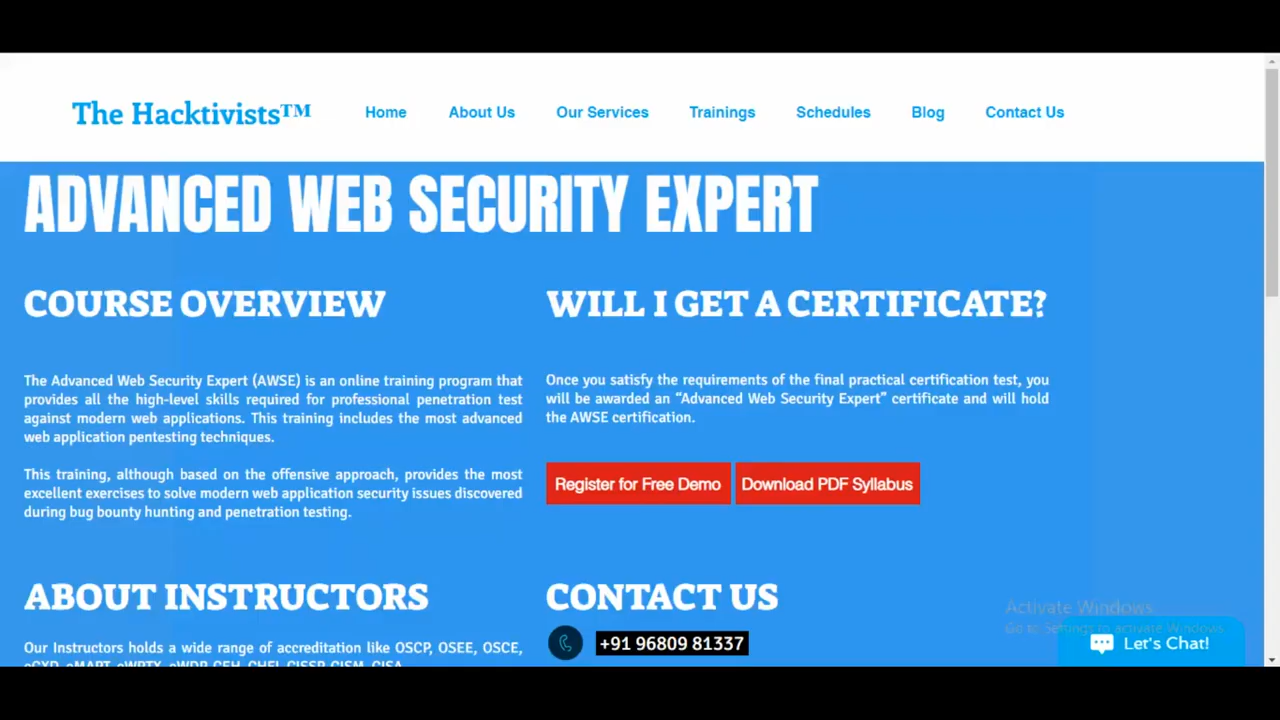 The Hacktivists™
Home
About Us
Our Services
Trainings
Schedules
Blog
Contact Us
ADVANCED WEB SECURITY EXPERT
COURSE OVERVIEW
The Advanced Web Security Expert (AWSE) is an online training program that
provides all the high-level skills required for professional penetration test
against modern web applications. This training includes the most advanced
web application pentesting techniques.
This training, although based on the offensive approach, provides the most
excellent exercises to solve modern web application security issues discovered
during bug bounty hunting and penetration testing.
WILL I GET A CERTIFICATE?
Once you satisfy the requirements of the final practical certification test, you
will be awarded an “Advanced Web Security Expert” certificate and will hold
the AWSE certification.
Register for Free Demo
Download PDF Syllabus
ABOUT INSTRUCTORS
Our Instructors holds a wide range of accreditation like OSCP, OSEE, OSCE,
CONTACT US
+91 96809 81337
Activate Windows
Go to Settings to activate Windows.
Let's Chat!